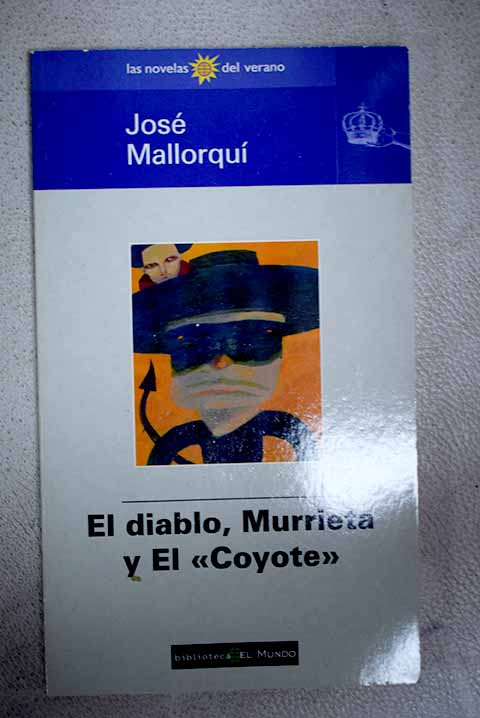 las novelas del verano
José
Mallorquí
El diablo, Murrieta
y El «Coyote»
biblioteca EL MUNDO